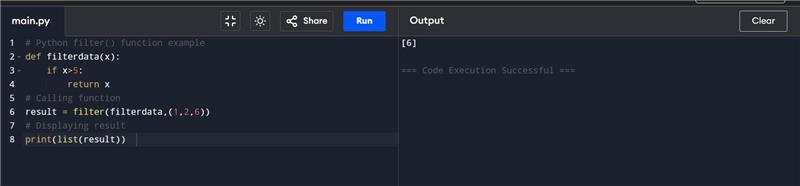 main.py
Share
Run
Output
Clear
1 # Python filter() function example
2 def filterdata(x):
3 if x>5:
4 return x
5 # Calling function
6 result = filter(filterdata,(1,2,6))
7 # Displaying result
8 print(list(result))
[6]
=== Code Execution Successful ===